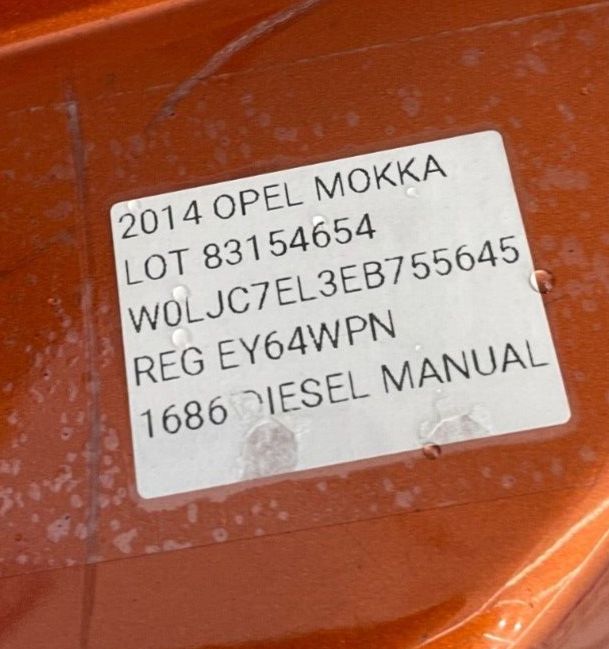 2014 OPEL MOKKA
LOT 83154654
W0LJC7EL3EB755645
REG EY64WPN
1686 DIESEL MANUAL